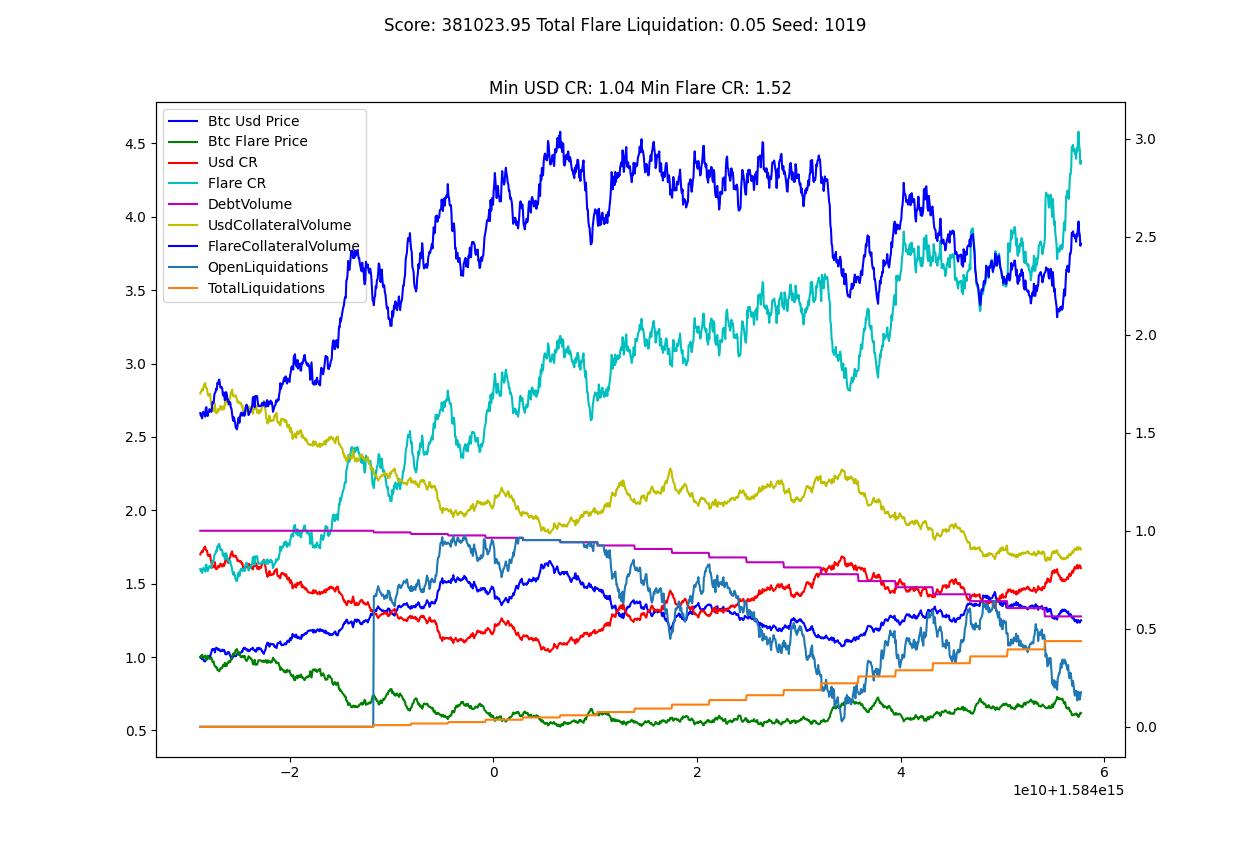 Score: 381023.95 Total Flare Liquidation: 0.05 Seed: 1019
Min USD CR: 1.04 Min Flare CR: 1.52
Btc Usd Price
Btc Flare Price
Usd CR
Flare CR
DebtVolume
UsdCollateralVolume
FlareCollateralVolume
OpenLiquidations
TotalLiquidations
4.5
4.0
3.5
3.0
2.5
2.0
1.5
1.0
0.5
3.0
2.5
2.0
1.5
1.0
0.5
0.0
−2 0 2 4 6
1e10+1.584e15